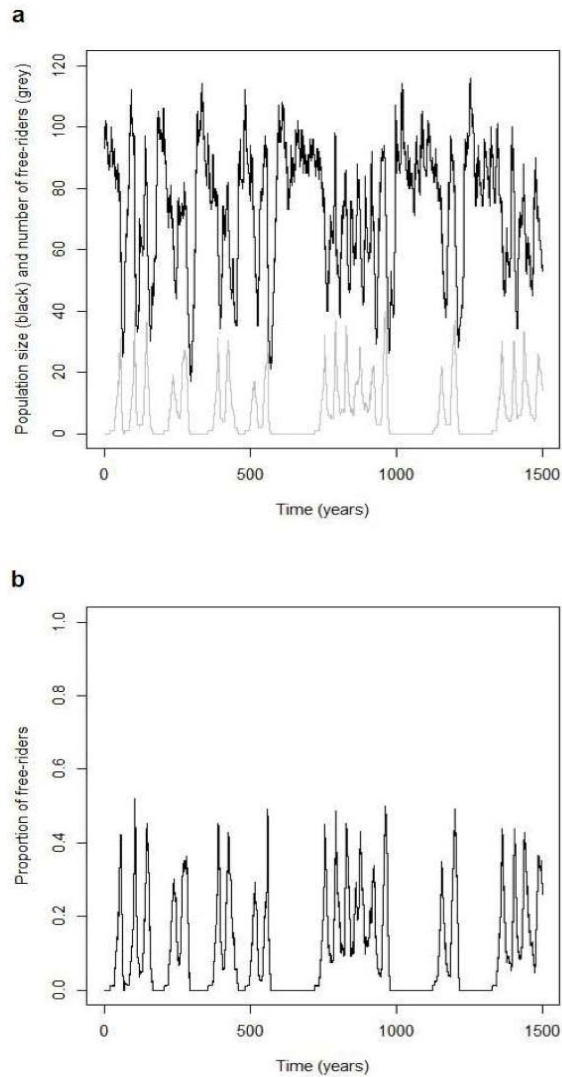 a
Population size (black) and number of free-riders (grey)
120
100
80
60
40
20
0
0 500 1000 1500
Time (years)
b
Proportion of free-riders
1.0
0.8
0.6
0.4
0.2
0.0
0 500 1000 1500
Time (years)